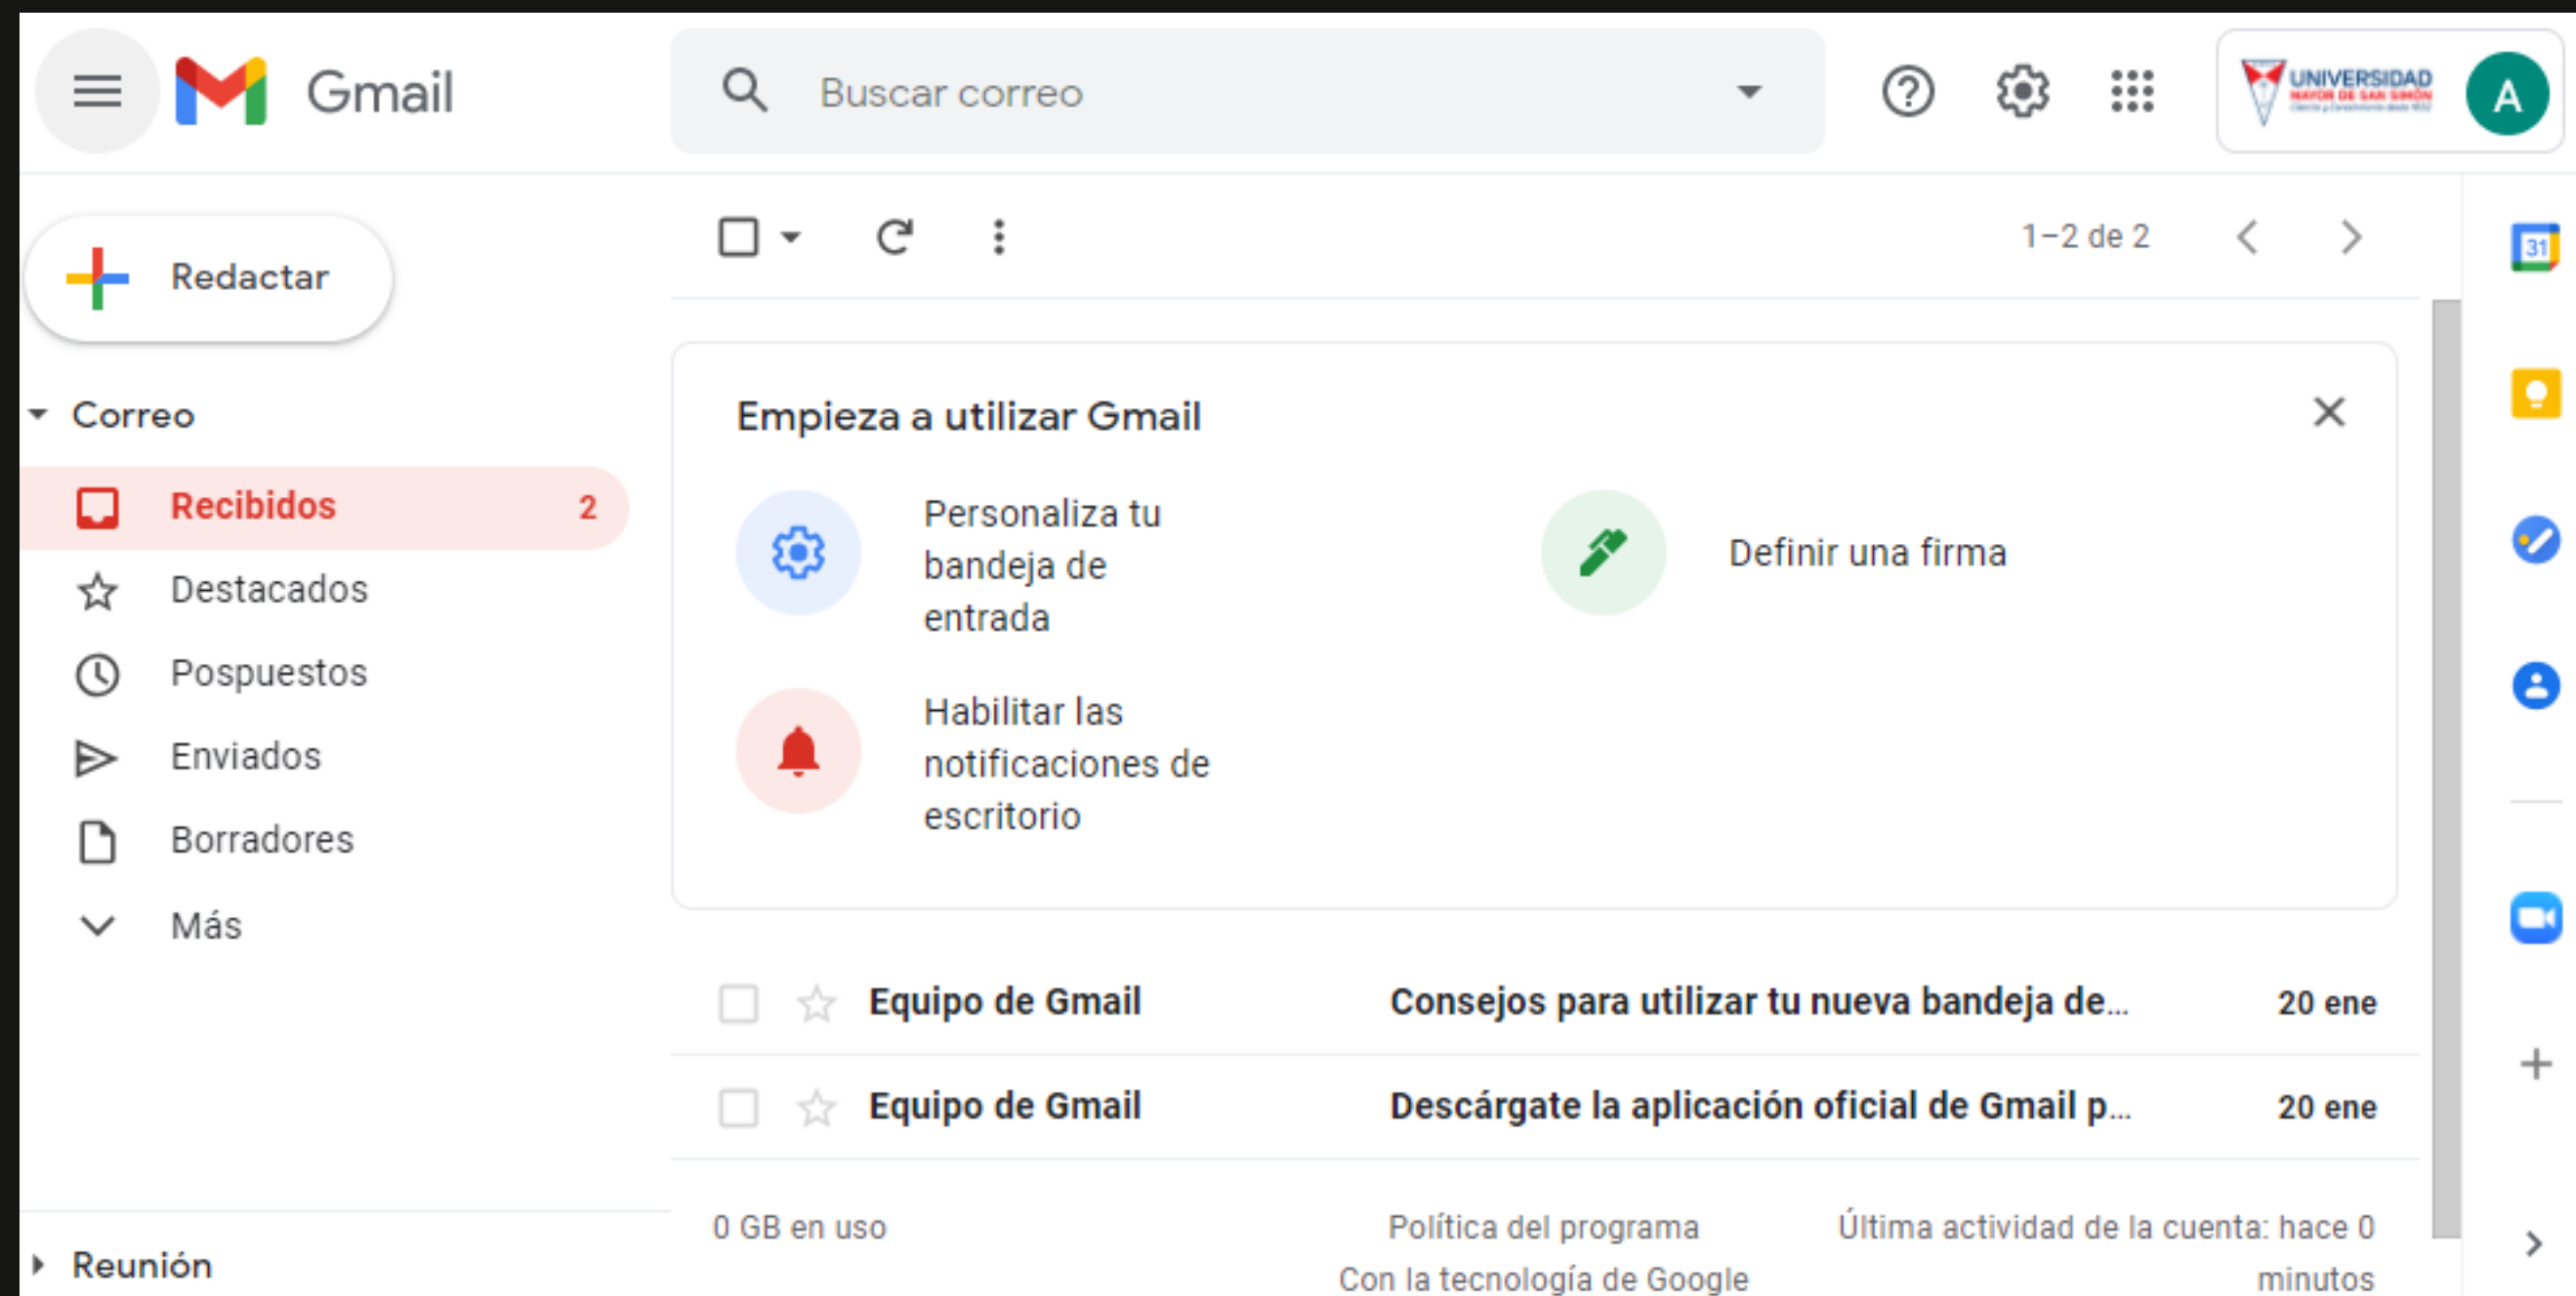 Gmail
Buscar correo
UNIVERSIDAD
MAYOR DE SAN SIMÓN
A
Redactar
1–2 de 2
31
Correo
Recibidos 2
Destacados
Pospuestos
Enviados
Borradores
Más
Empieza a utilizar Gmail
Personaliza tu
bandeja de
entrada
Definir una firma
Habilitar las
notificaciones de
escritorio
Equipo de Gmail Consejos para utilizar tu nueva bandeja de... 20 ene
Equipo de Gmail Descárgate la aplicación oficial de Gmail p... 20 ene
0 GB en uso
Política del programa
Con la tecnología de Google
Última actividad de la cuenta: hace 0
minutos
Reunión